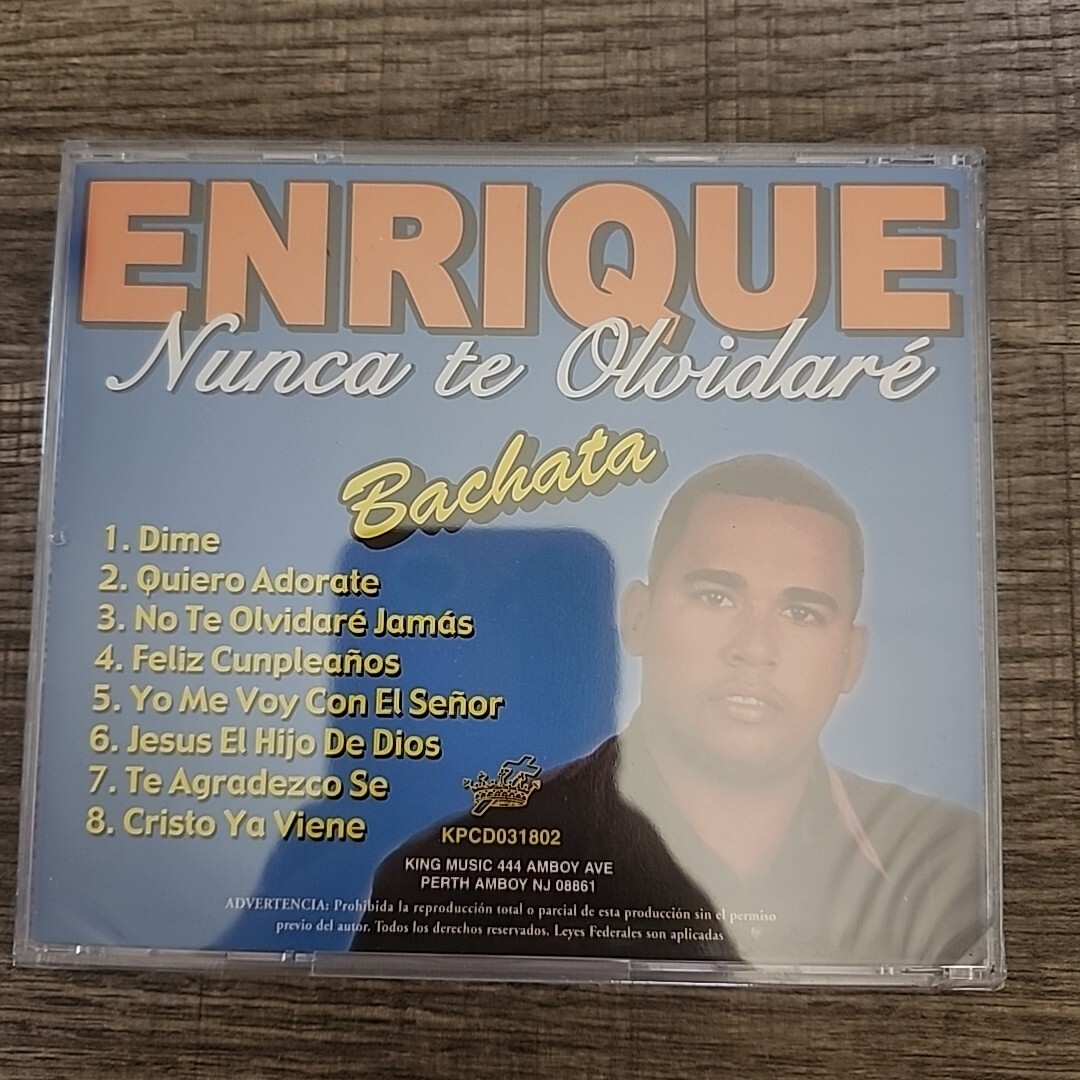 ENRIQUE
Nunca te Olvidaré
Bachata
1. Dime
2. Quiero Adorate
3. No Te Olvidaré Jamás
4. Feliz Cunpleaños
5. Yo Me Voy Con El Señor
6. Jesus El Hijo De Dios
7. Te Agradezco Se
8. Cristo Ya Viene
KPCD031802
KING MUSIC 444 AMBOY AVE
PERTH AMBOY NJ 08861
ADVERTENCIA: Prohibida la reproducción total o parcial de esta producción sin el permiso
previo del autor. Todos los derechos reservados. Leyes Federales son aplicadas